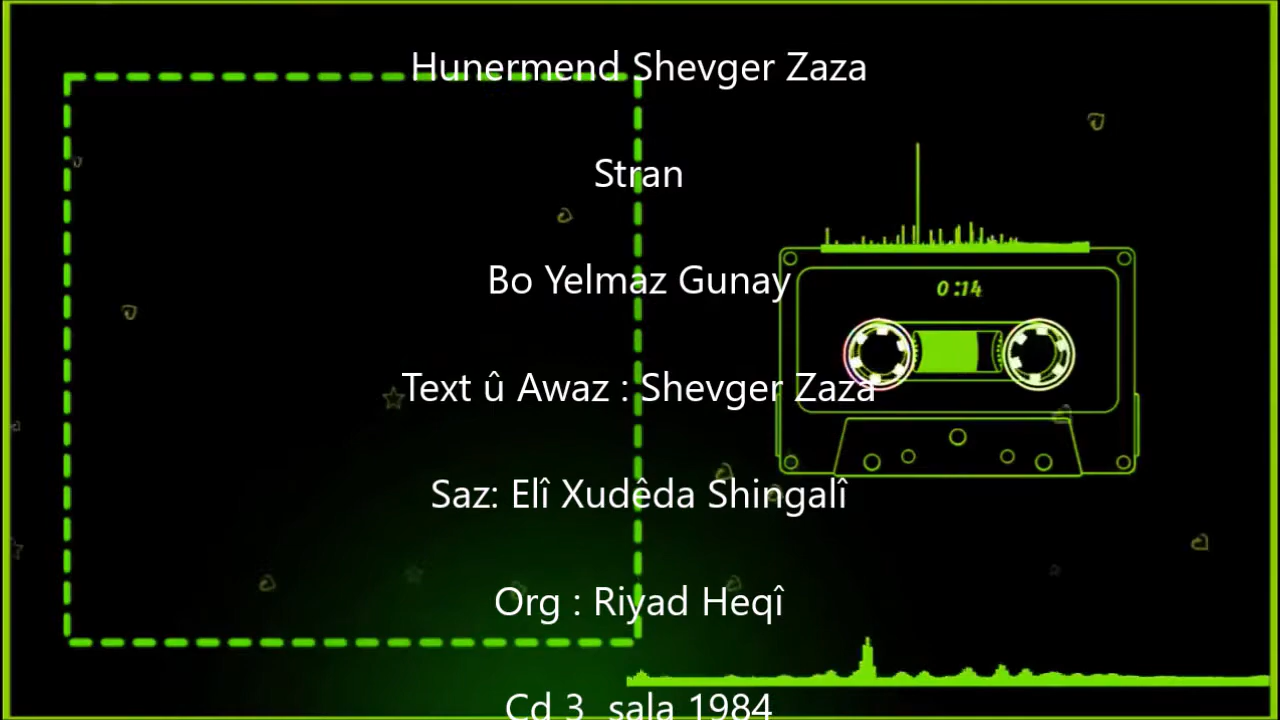 Hunermend Shevger Zaza
Stran
Bo Yelmaz Gunay
0:14
Text û Awaz : Shevger Zaza
Saz: Elî Xudêda Shingalî
Org : Riyad Heqî
Cd 3 sala 1984